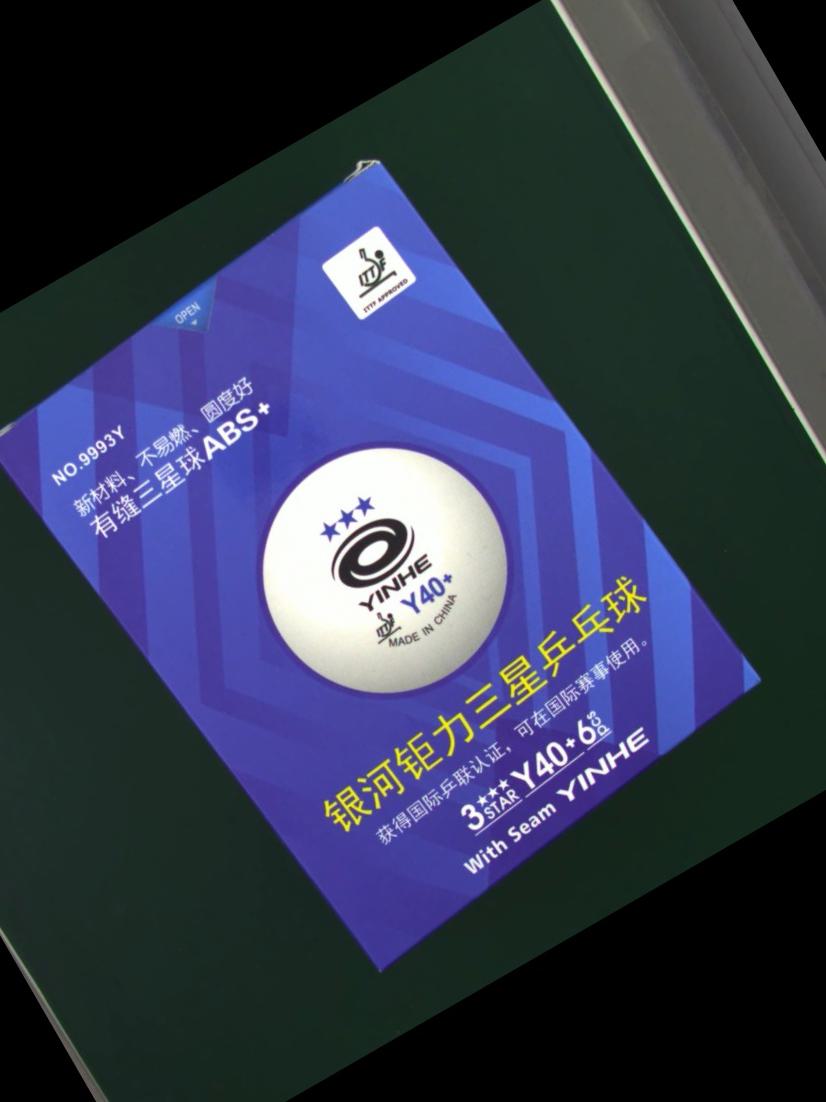 ITTF
ITTF APPROVED
OPEN
NO.9993Y
新材料、不易燃、圆度好
有缝三星球ABS+
YINHE
Y40+
MADE IN CHINA
银河钜力三星乒乓球
获得国际乒联认证，可在国际赛事使用。
3 STAR Y40+ 6 PCS
With Seam YINHE